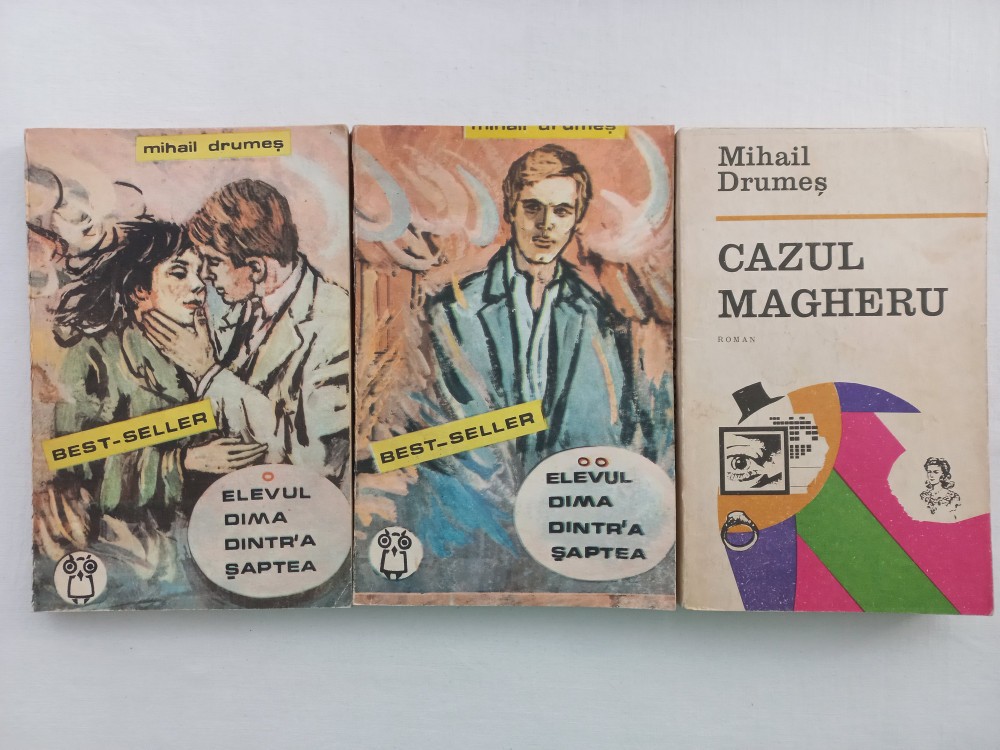 mihail drumeș
BEST-SELLER
ELEVUL
DIMA
DINTR'A
ȘAPTEA
mihail drumeș
BEST-SELLER
ELEVUL
DIMA
DINTR'A
ȘAPTEA
Mihail
Drumeș
CAZUL
MAGHERU
ROMAN